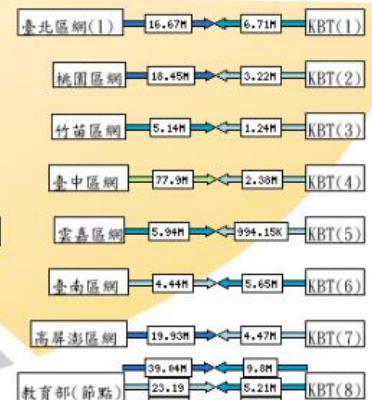 臺北區網(1) 16.67M 6.71M KBT(1)
桃園區網 18.45M 3.22M KBT(2)
竹苗區網 5.14M 1.24M KBT(3)
臺中區網 77.9M 2.38M KBT(4)
雲嘉區網 5.94M 994.15K KBT(5)
臺南區網 4.44M 5.65M KBT(6)
高屏澎區網 19.93M 4.47M KBT(7)
39.04M 9.8M
教育部(節點) 23.19 5.21M KBT(8)